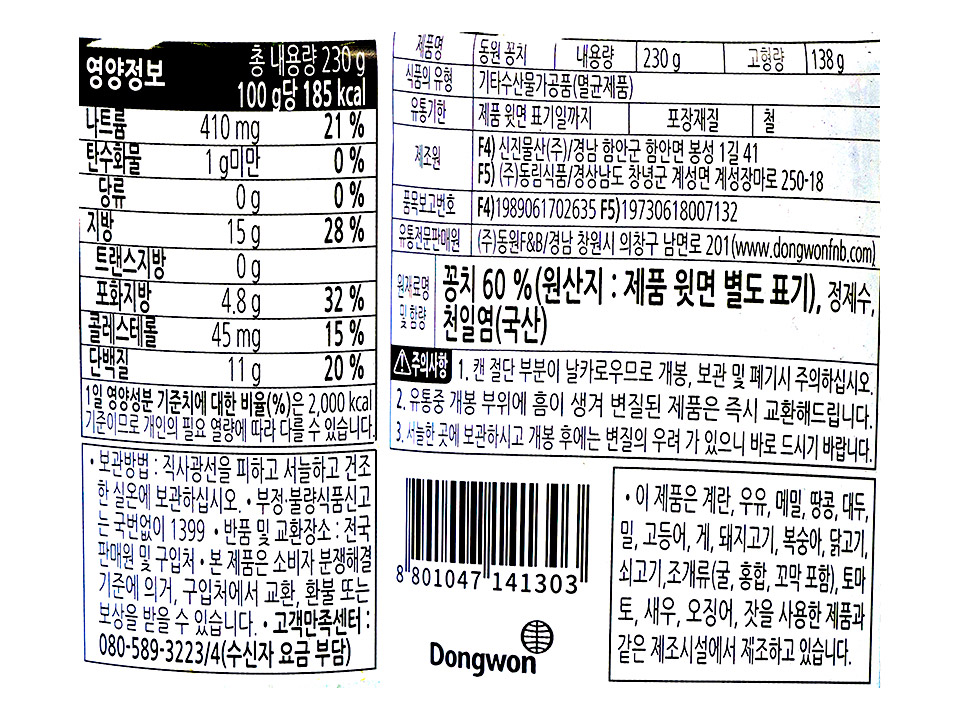 영양정보
총 내용량 230 g
100 g당 185 kcal
나트륨 410 mg 21 %
탄수화물 1 g미만 0 %
당류 0 g 0 %
지방 15 g 28 %
트랜스지방 0 g
포화지방 4.8 g 32 %
콜레스테롤 45 mg 15 %
단백질 11 g 20 %
1일 영양성분 기준치에 대한 비율(%)은 2,000 kcal
기준이므로 개인의 필요 열량에 따라 다를 수 있습니다.
• 보관방법 : 직사광선을 피하고 서늘하고 건조
한 실온에 보관하십시오. • 부정·불량식품신고
는 국번없이 1399 • 반품 및 교환장소 : 전국
판매원 및 구입처 • 본 제품은 소비자 분쟁해결
기준에 의거, 구입처에서 교환, 환불 또는
보상을 받을 수 있습니다. • 고객만족센터 :
080-589-3223/4(수신자 요금 부담)
제품명 동원 꽁치 내용량 230 g 고형량 138 g
식품의 유형 기타수산물가공품(멸균제품)
유통기한 제품 윗면 표기일까지 포장재질 철
제조원 F4) 신진물산(주)/경남 함안군 함안면 봉성 1길 41
F5) (주)동림식품/경상남도 창녕군 계성면 계성장마로 250-18
품목보고번호 F4)1989061702635 F5)19730618007132
유통전문판매원 (주)동원F&B/경남 창원시 의창구 남면로 201(www.dongwonfnb.com)
원재료명 및 함량 꽁치 60 %(원산지 : 제품 윗면 별도 표기), 정제수,
천일염(국산)
주의사항 1. 캔 절단 부분이 날카로우므로 개봉, 보관 및 폐기시 주의하십시오.
2. 유통중 개봉 부위에 흠이 생겨 변질된 제품은 즉시 교환해드립니다.
3. 서늘한 곳에 보관하시고 개봉 후에는 변질의 우려 가 있으니 바로 드시기 바랍니다.
8 801047 141303
Dongwon
• 이 제품은 계란, 우유, 메밀, 땅콩, 대두,
밀, 고등어, 게, 돼지고기, 복숭아, 닭고기,
쇠고기,조개류(굴, 홍합, 꼬막 포함), 토마
토, 새우, 오징어, 잣을 사용한 제품과
같은 제조시설에서 제조하고 있습니다.